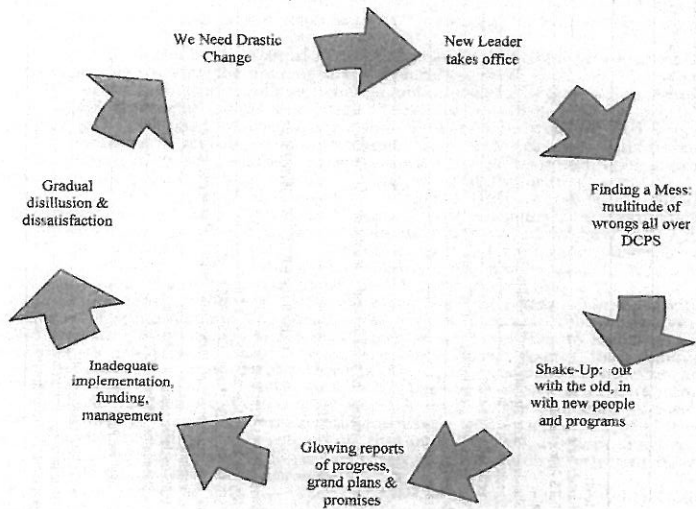 We Need Drastic
Change
New Leader
takes office
Finding a Mess:
multitude of
wrongs all over
DCPS
Shake-Up: out
with the old, in
with new people
and programs
Glowing reports
of progress,
grand plans &
promises
Inadequate
implementation,
funding,
management
Gradual
disillusion &
dissatisfaction